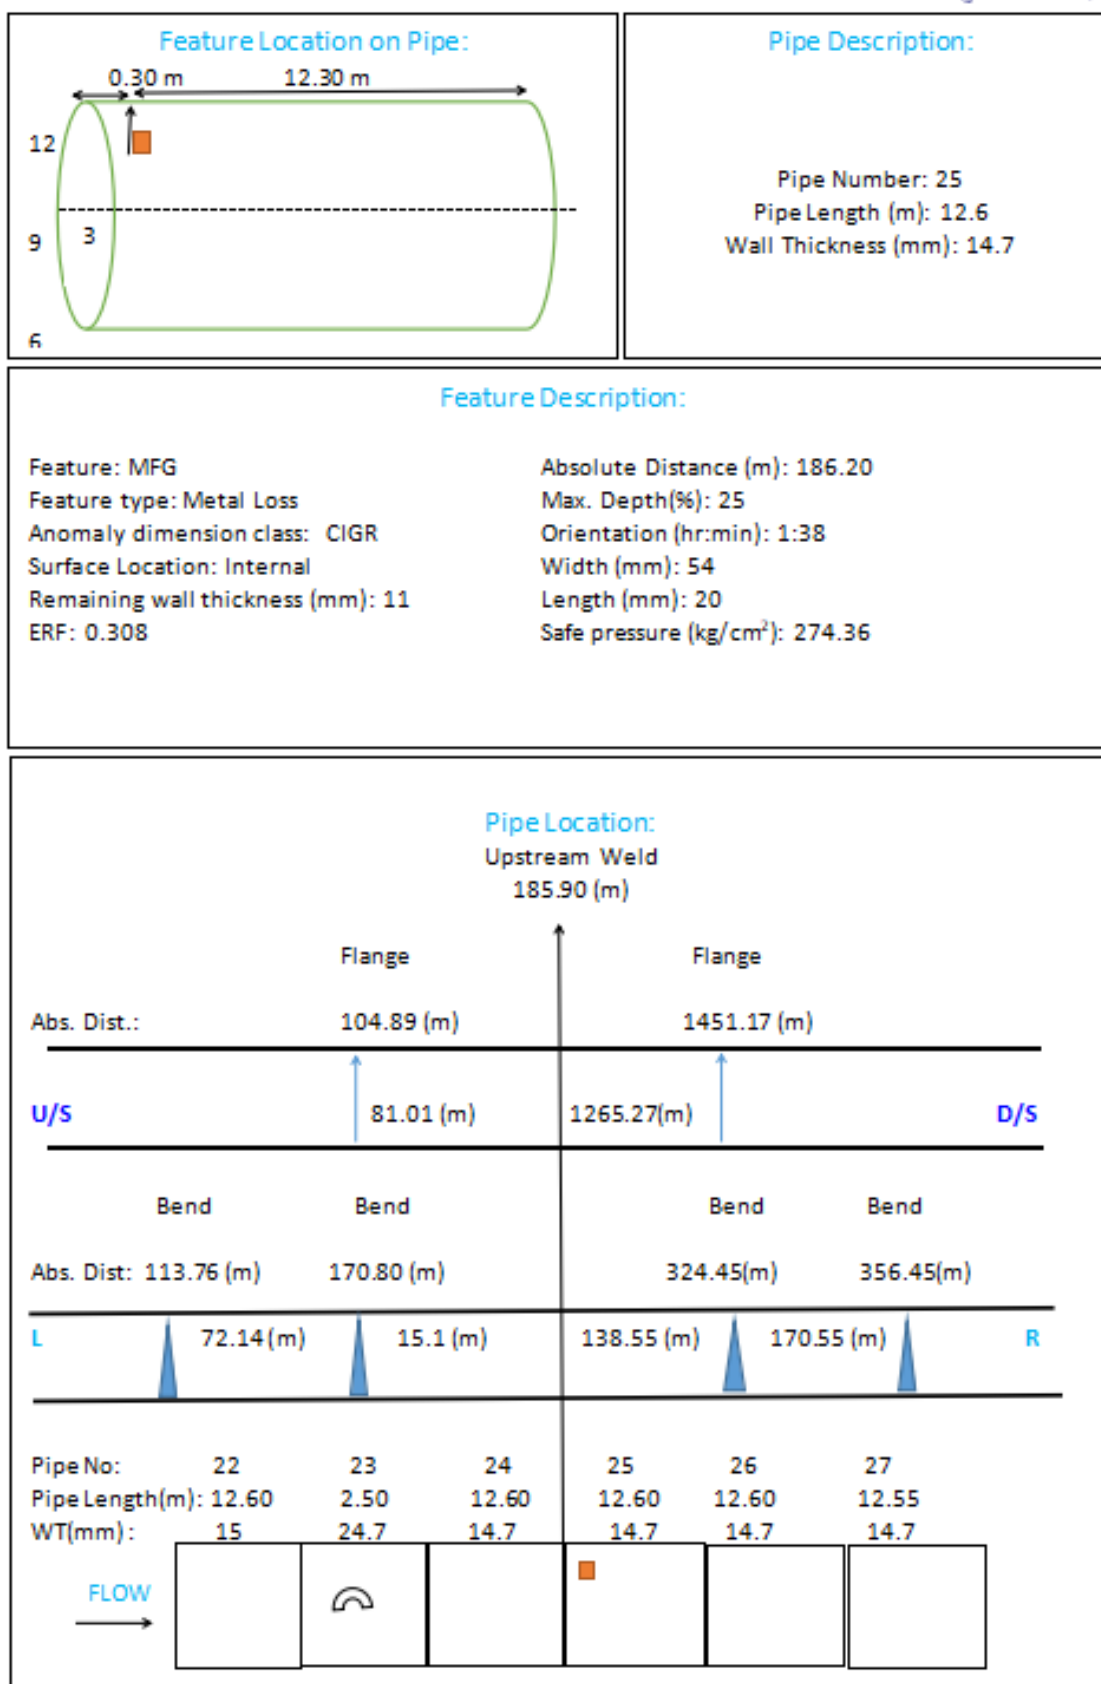 Feature Location on Pipe:
0.30 m 12.30 m
12
9 3
6
Pipe Description:
Pipe Number: 25
Pipe Length (m): 12.6
Wall Thickness (mm): 14.7
Feature Description:
Feature: MFG
Feature type: Metal Loss
Anomaly dimension class: CIGR
Surface Location: Internal
Remaining wall thickness (mm): 11
ERF: 0.308
Absolute Distance (m): 186.20
Max. Depth(%): 25
Orientation (hr:min): 1:38
Width (mm): 54
Length (mm): 20
Safe pressure (kg/cm²): 274.36
Pipe Location:
Upstream Weld
185.90 (m)
Flange Flange
Abs. Dist.: 104.89 (m) 1451.17 (m)
U/S 81.01 (m) 1265.27(m) D/S
Bend Bend Bend Bend
Abs. Dist: 113.76 (m) 170.80 (m) 324.45(m) 356.45(m)
L 72.14 (m) 15.1 (m) 138.55 (m) 170.55 (m) R
Pipe No: 22 23 24 25 26 27
Pipe Length(m): 12.60 2.50 12.60 12.60 12.60 12.55
WT(mm): 15 24.7 14.7 14.7 14.7 14.7
FLOW